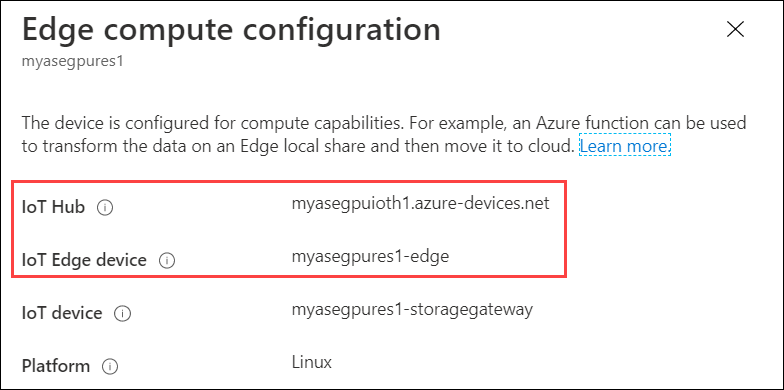 Edge compute configuration
myasegpures1
The device is configured for compute capabilities. For example, an Azure function can be used
to transform the data on an Edge local share and then move it to cloud. Learn more.
IoT Hub myasegpuioth1.azure-devices.net
IoT Edge device myasegpures1-edge
IoT device myasegpures1-storagegateway
Platform Linux